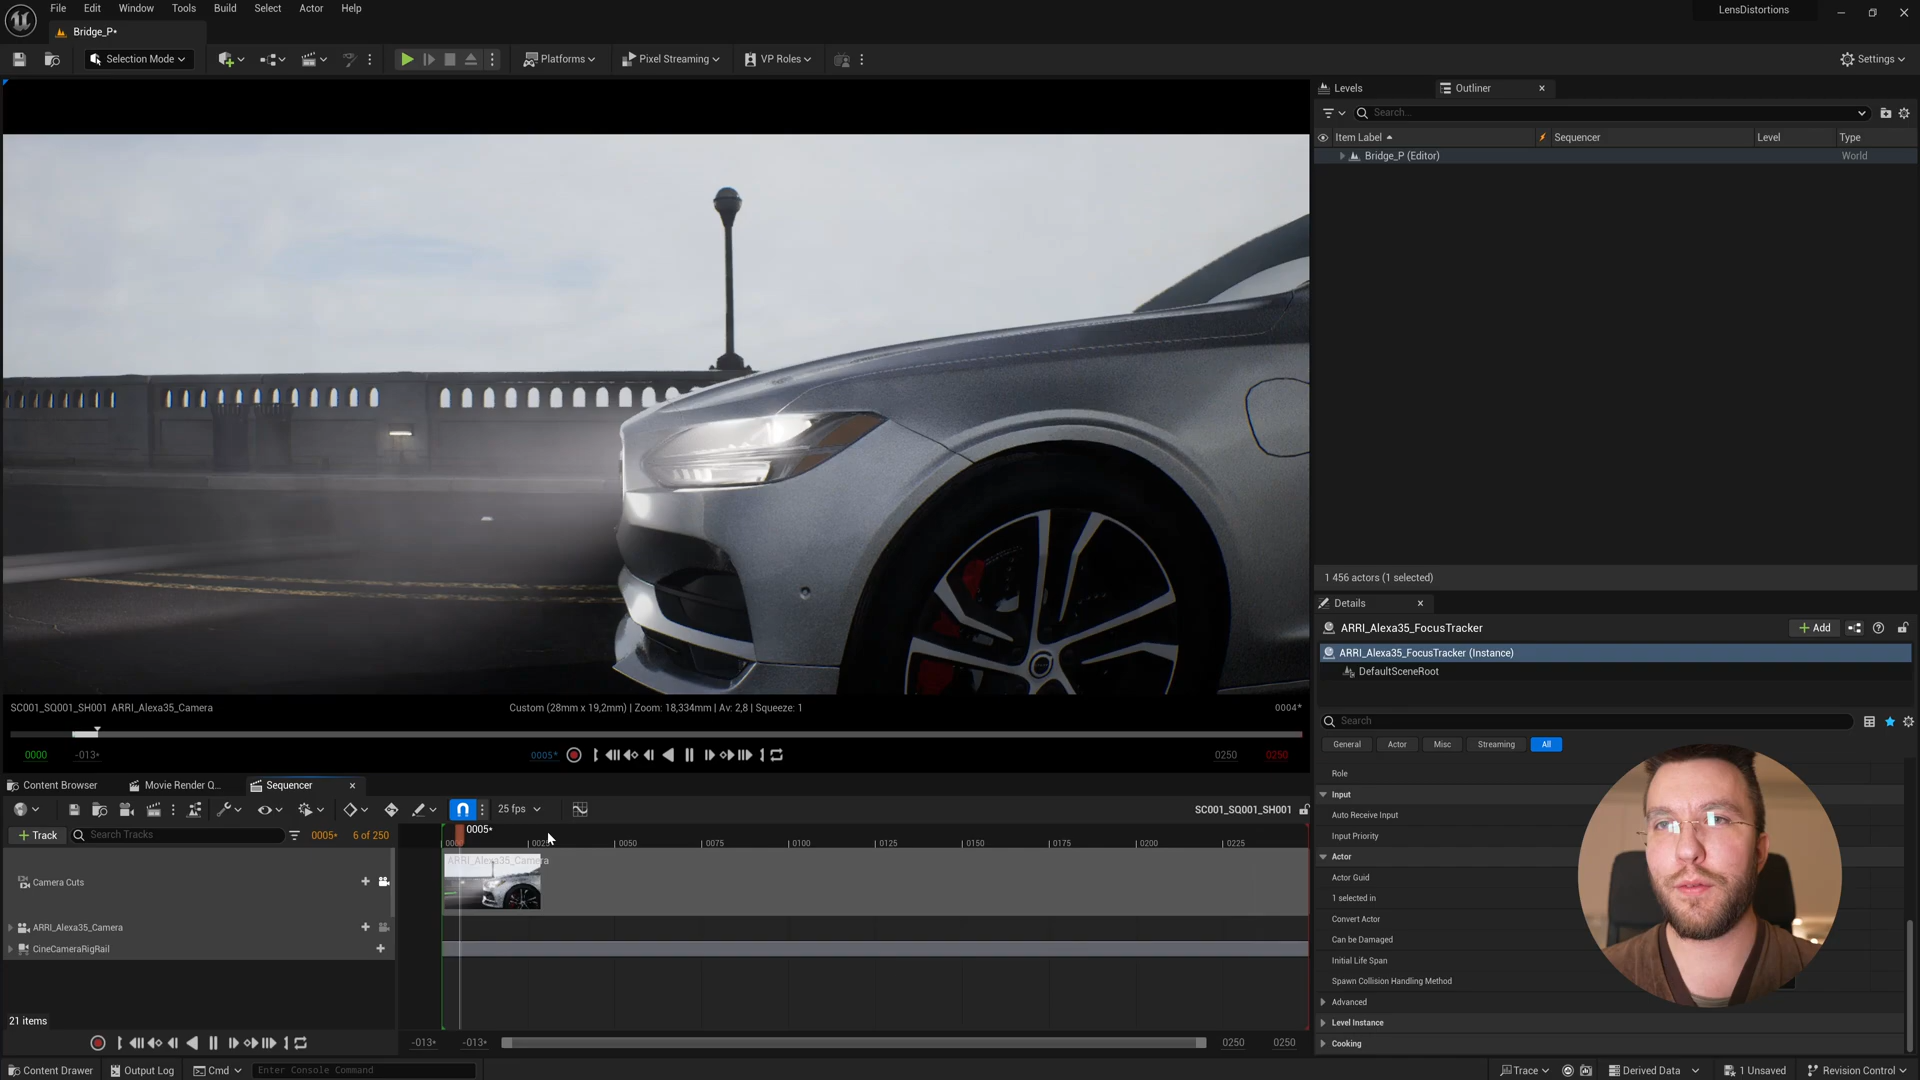 File Edit Window Tools Build Select Actor Help
LensDistortions
Bridge_P*
Selection Mode
Platforms
Pixel Streaming
VP Roles
Settings
Levels
Outliner
Search...
Item Label
Sequencer
Level
Type
Bridge_P (Editor)
World
1 456 actors (1 selected)
Details
ARRI_Alexa35_FocusTracker
+ Add
ARRI_Alexa35_FocusTracker (Instance)
DefaultSceneRoot
SC001_SQ001_SH001 ARRI_Alexa35_Camera
Custom (28mm x 19,2mm) | Zoom: 18,334mm | Av: 2,8 | Squeeze: 1
0004*
Search
General Actor Misc Streaming All
0000
-013*
0005*
0250
0250
Role
Input
Auto Receive Input
Input Priority
Actor
Actor Guid
1 selected in
Convert Actor
Can be Damaged
Initial Life Span
Spawn Collision Handling Method
Advanced
Level Instance
Cooking
Content Browser
Movie Render Q...
Sequencer
25 fps
SC001_SQ001_SH001
+ Track
Search Tracks
0005*
6 of 250
0005*
0025 0050 0075 0100 0125 0150 0175 0200 0225
ARRI_Alexa35_Camera
Camera Cuts
ARRI_Alexa35_Camera
CineCameraRigRail
21 items
-013*
-013*
0250
0250
Content Drawer
Output Log
Cmd
Enter Console Command
Trace
Derived Data
1 Unsaved
Revision Control